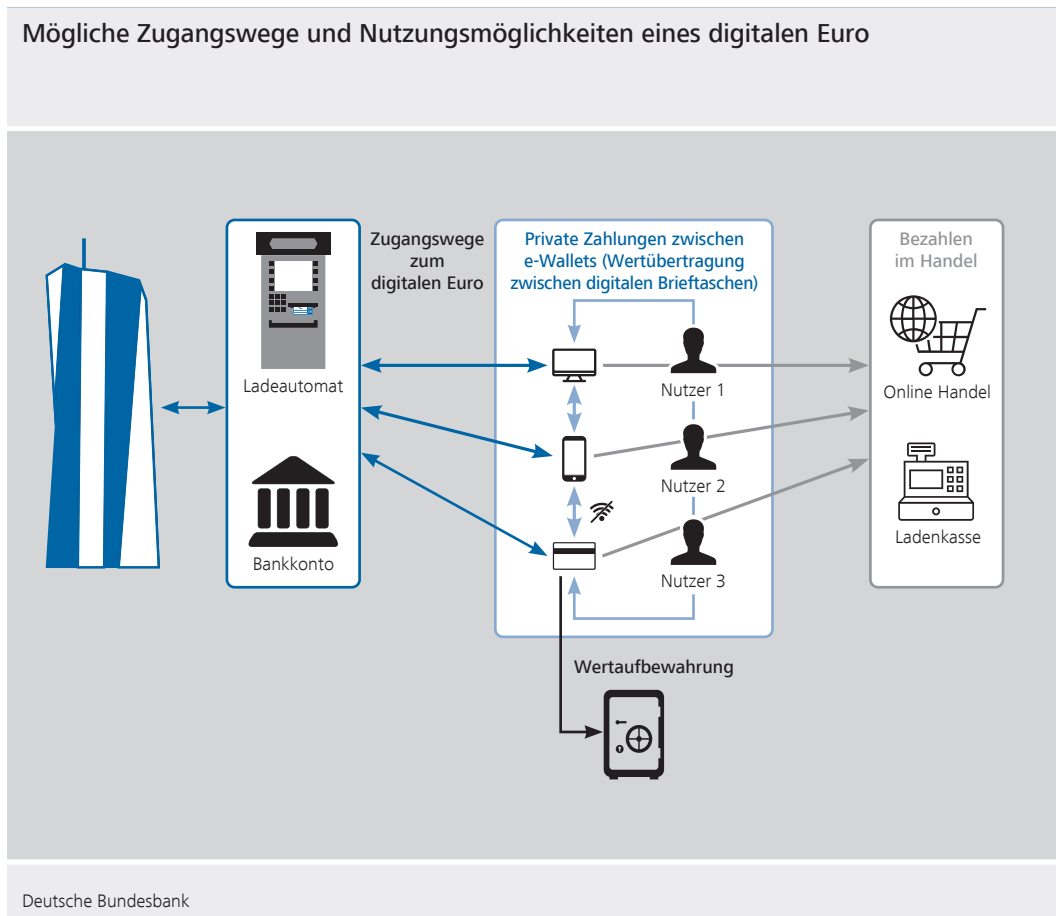 Mögliche Zugangswege und Nutzungsmöglichkeiten eines digitalen Euro
Zugangswege
zum
digitalen Euro
Ladeautomat
Bankkonto
Private Zahlungen zwischen
e-Wallets (Wertübertragung
zwischen digitalen Brieftaschen)
Nutzer 1
Nutzer 2
Nutzer 3
Bezahlen
im Handel
Online Handel
Ladenkasse
Wertaufbewahrung
Deutsche Bundesbank